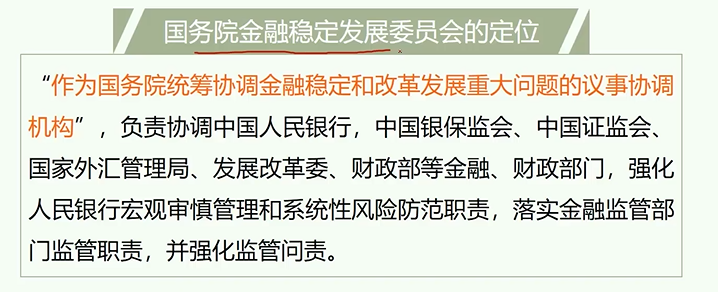 国务院金融稳定发展委员会的定位
“作为国务院统筹协调金融稳定和改革发展重大问题的议事协调
机构”，负责协调中国人民银行，中国银保监会、中国证监会、
国家外汇管理局、发展改革委、财政部等金融、财政部门，强化
人民银行宏观审慎管理和系统性风险防范职责，落实金融监管部
门监管职责，并强化监管问责。